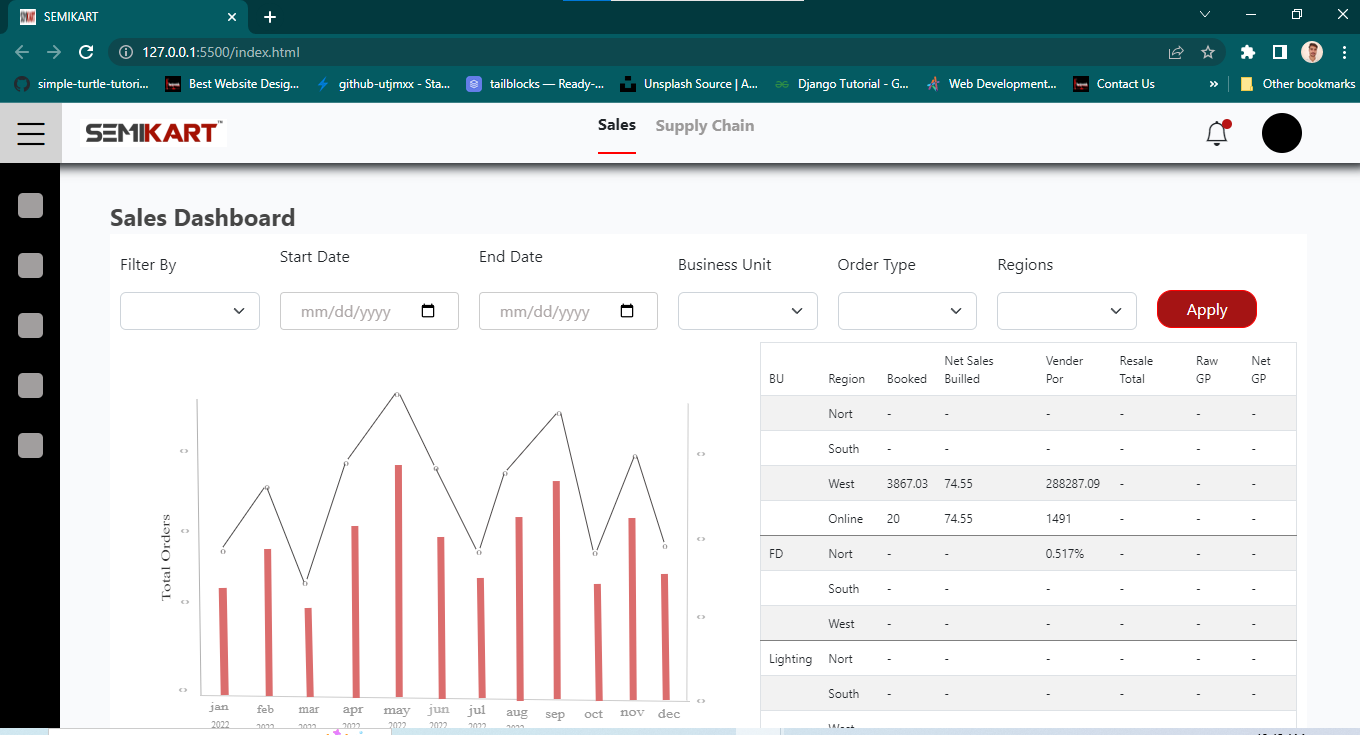 SEMIKART
127.0.0.1:5500/index.html
simple-turtle-tutori... Best Website Desig... github-utjmxx - Sta... tailblocks — Ready-... Unsplash Source | A... Django Tutorial - G... Web Development... Contact Us » Other bookmarks
SEMIKART™ Sales Supply Chain
Sales Dashboard
Filter By Start Date End Date Business Unit Order Type Regions
mm/dd/yyyy mm/dd/yyyy Apply
BU Region Booked Net Sales Builled Vender Por Resale Total Raw GP Net GP
Nort - - - - - -
South - - - - - -
West 3867.03 74.55 288287.09 - - -
Online 20 74.55 1491 - - -
FD Nort - - 0.517% - - -
South - - - - - -
West - - - - - -
Lighting Nort - - - - - -
South - - - - - -
West - - - - - -
Total Orders
jan feb mar apr may jun jul aug sep oct nov dec
2022 2022 2022 2022 2022 2022 2022 2022